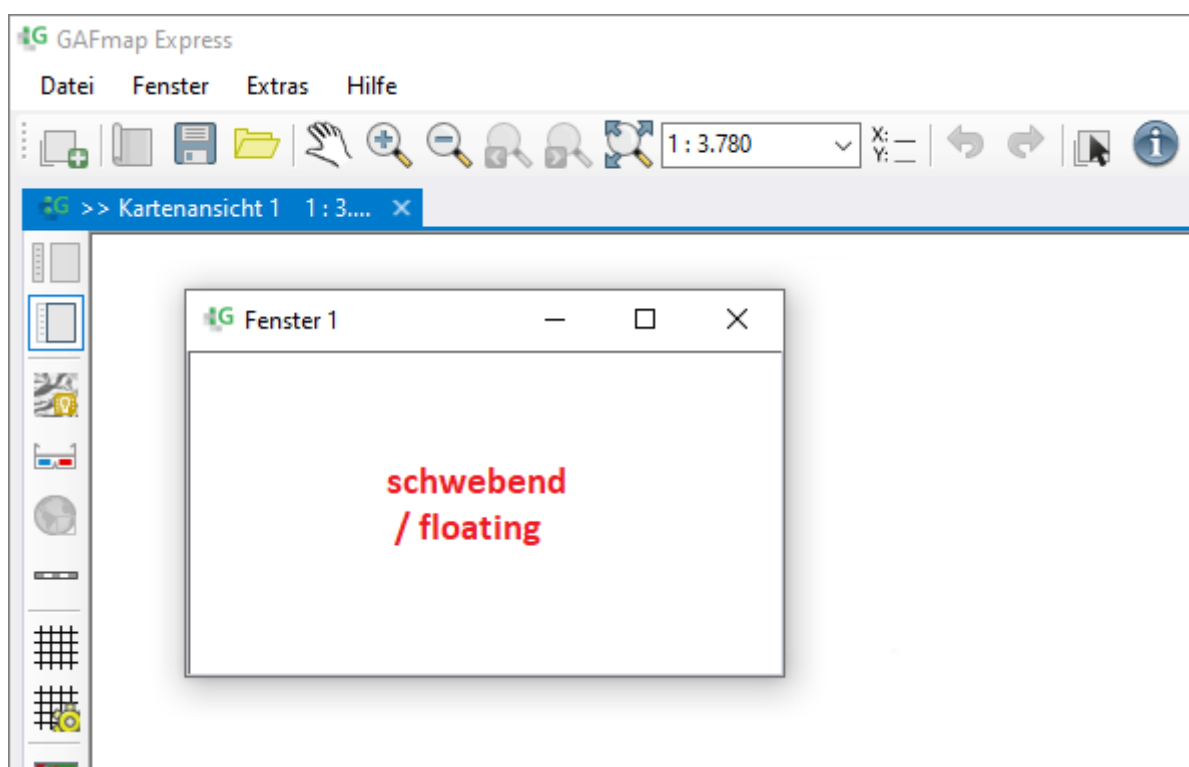 G GAFmap Express
Datei Fenster Extras Hilfe
1 : 3.780 X:
Y:
G >> Kartenansicht 1 1 : 3....
G Fenster 1
schwebend
/ floating